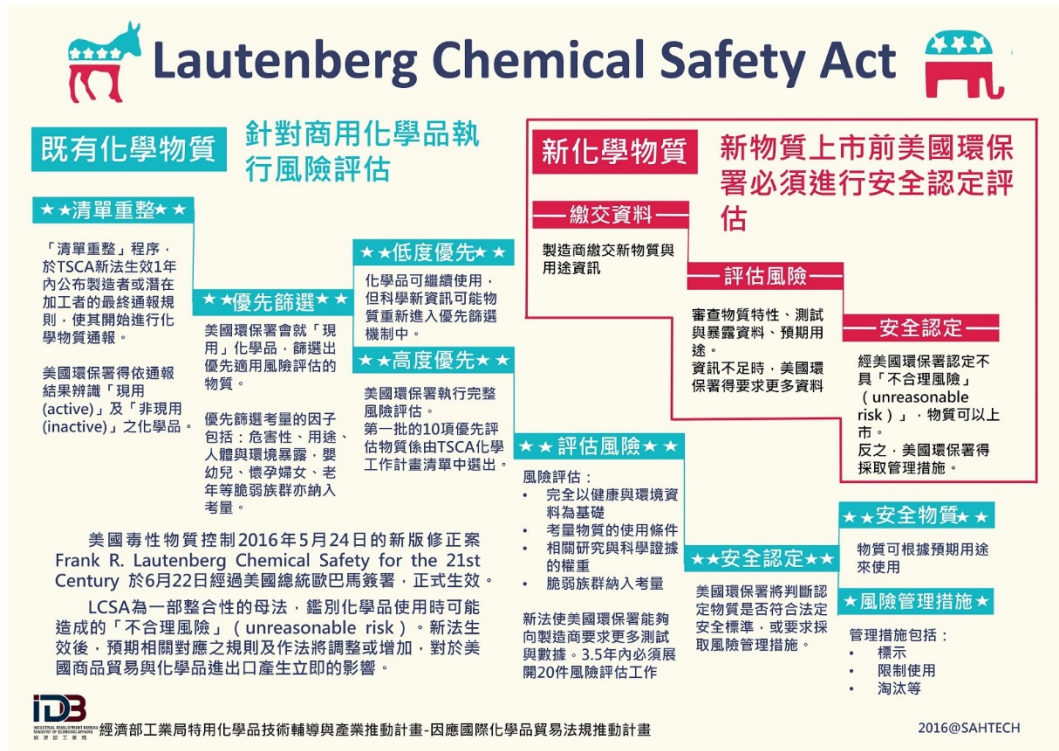 Lautenberg Chemical Safety Act
既有化學物質
針對商用化學品執
行風險評估
★★清單重整★★
「清單重整」程序，
於TSCA新法生效1年
內公布製造者或潛在
加工者的最終通報規
則，使其開始進行化
學物質通報。
美國環保署得依通報
結果辨識「現用
(active)」及「非現用
(inactive)」之化學品。
★★優先篩選★★
美國環保署會就「現
用」化學品，篩選出
優先適用風險評估的
物質。
優先篩選考量的因子
包括：危害性、用途、
人體與環境暴露，嬰
幼兒、懷孕婦女、老
年等脆弱族群亦納入
考量。
★★低度優先★★
化學品可繼續使用，
但科學新資訊可能物
質重新進入優先篩選
機制中。
★★高度優先★★
美國環保署執行完整
風險評估。
第一批的10項優先評
估物質係由TSCA化學
工作計畫清單中選出。
★★評估風險★★
風險評估：
• 完全以健康與環境資
料為基礎
• 考量物質的使用條件
• 相關研究與科學證據
的權重
• 脆弱族群納入考量
新法使美國環保署能夠
向製造商要求更多測試
與數據。3.5年內必須展
開20件風險評估工作
★★安全認定★★
美國環保署將判斷認
定物質是否符合法定
安全標準，或要求採
取風險管理措施。
★★安全物質★★
物質可根據預期用途
來使用
★風險管理措施★
管理措施包括：
• 標示
• 限制使用
• 淘汰等
新化學物質
新物質上市前美國環保
署必須進行安全認定評
估
繳交資料
製造商繳交新物質與
用途資訊
評估風險
審查物質特性、測試
與暴露資料、預期用
途。
資訊不足時，美國環
保署得要求更多資料
安全認定
經美國環保署認定不
具「不合理風險」
（unreasonable
risk）」，物質可以上
市。
反之，美國環保署得
採取管理措施。
美國毒性物質控制2016年5月24日的新版修正案
Frank R. Lautenberg Chemical Safety for the 21st
Century 於6月22日經過美國總統歐巴馬簽署，正式生效。
LCSA為一部整合性的母法，鑑別化學品使用時可能
造成的「不合理風險」（unreasonable risk）。新法生
效後，預期相關對應之規則及作法將調整或增加，對於美
國商品貿易與化學品進出口產生立即的影響。
iDB
INDUSTRIAL DEVELOPMENT BUREAU
MINISTRY OF ECONOMIC AFFAIRS
經濟部工業局
經濟部工業局特用化學品技術輔導與產業推動計畫-因應國際化學品貿易法規推動計畫
2016@SAHTECH